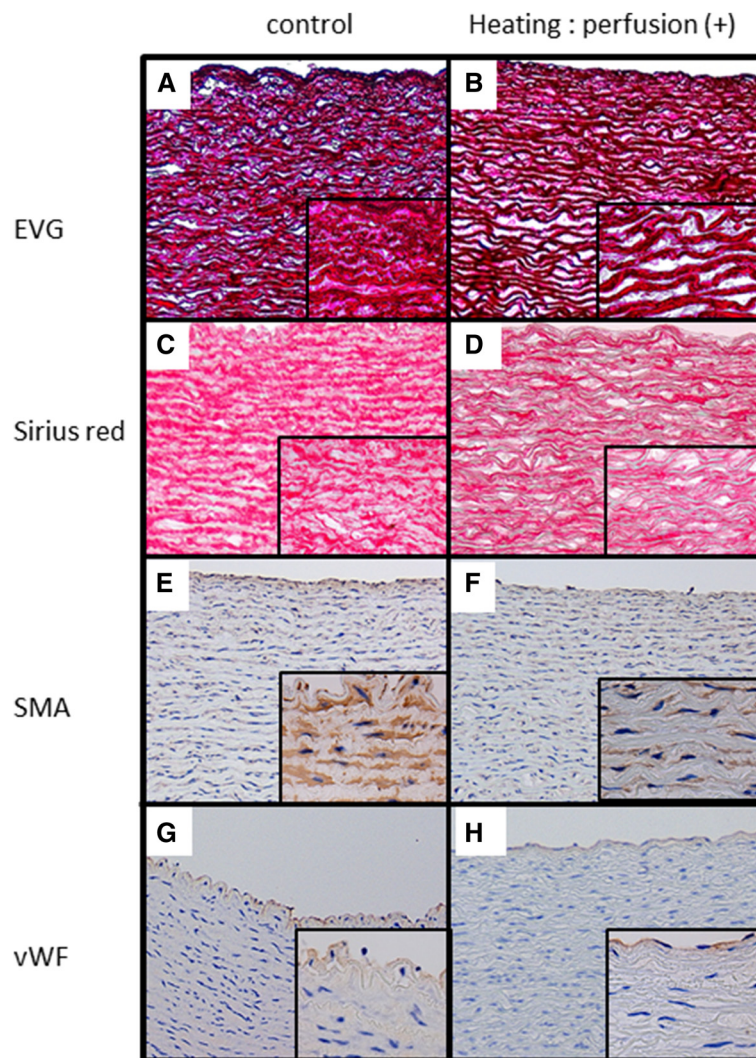 control Heating : perfusion (+)
A B
EVG
C D
Sirius red
E F
SMA
G H
vWF